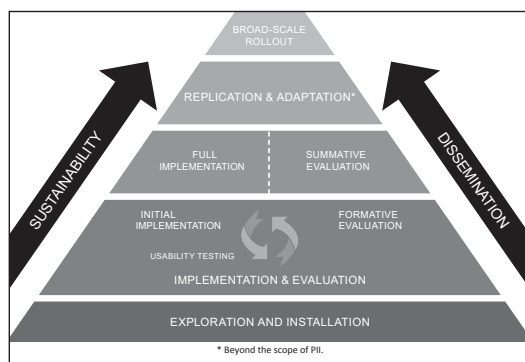 BROAD-SCALE
ROLLOUT
REPLICATION & ADAPTATION*
FULL
IMPLEMENTATION
SUMMATIVE
EVALUATION
INITIAL
IMPLEMENTATION
FORMATIVE
EVALUATION
USABILITY TESTING
IMPLEMENTATION & EVALUATION
EXPLORATION AND INSTALLATION
SUSTAINABILITY
DISSEMINATION
* Beyond the scope of PII.